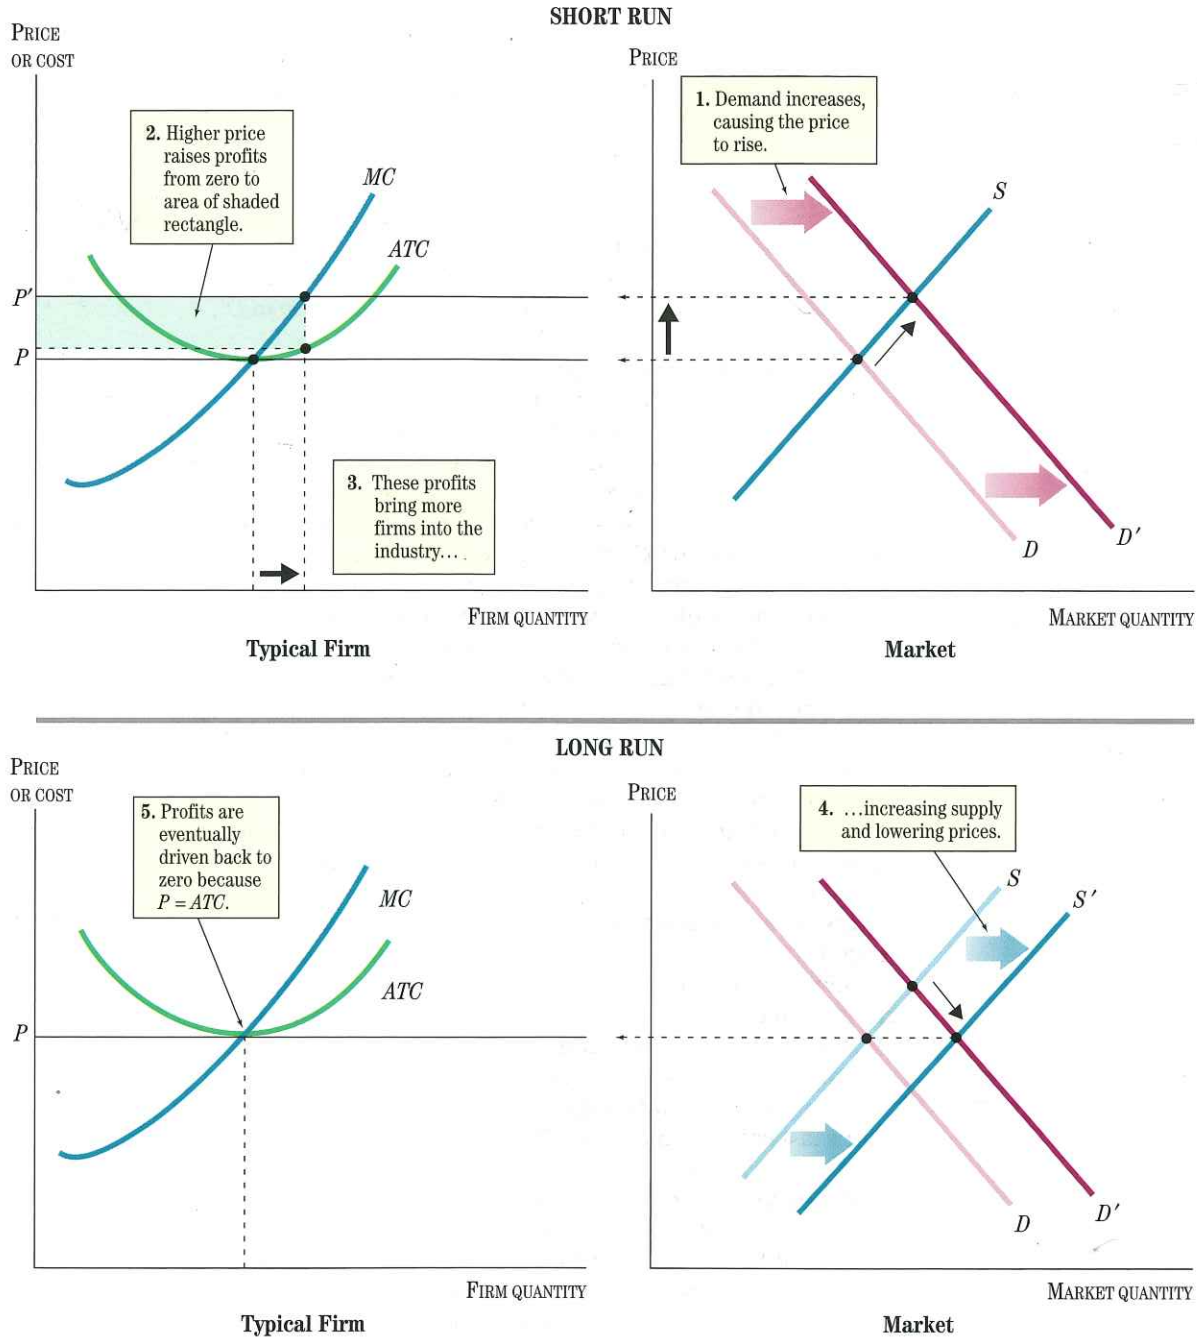 SHORT RUN
PRICE
OR COST
2. Higher price
raises profits
from zero to
area of shaded
rectangle.
MC
ATC
P′
P
3. These profits
bring more
firms into the
industry…
FIRM QUANTITY
Typical Firm
PRICE
1. Demand increases,
causing the price
to rise.
S
D
D′
MARKET QUANTITY
Market
LONG RUN
PRICE
OR COST
5. Profits are
eventually
driven back to
zero because
P = ATC.
MC
ATC
P
FIRM QUANTITY
Typical Firm
PRICE
4. …increasing supply
and lowering prices.
S
S′
D
D′
MARKET QUANTITY
Market